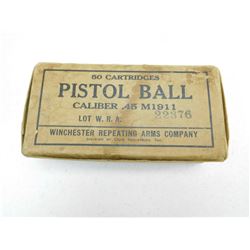 50 CARTRIDGES
PISTOL BALL
CALIBER .45 M1911
LOT W. R. A. 22376
WINCHESTER REPEATING ARMS COMPANY